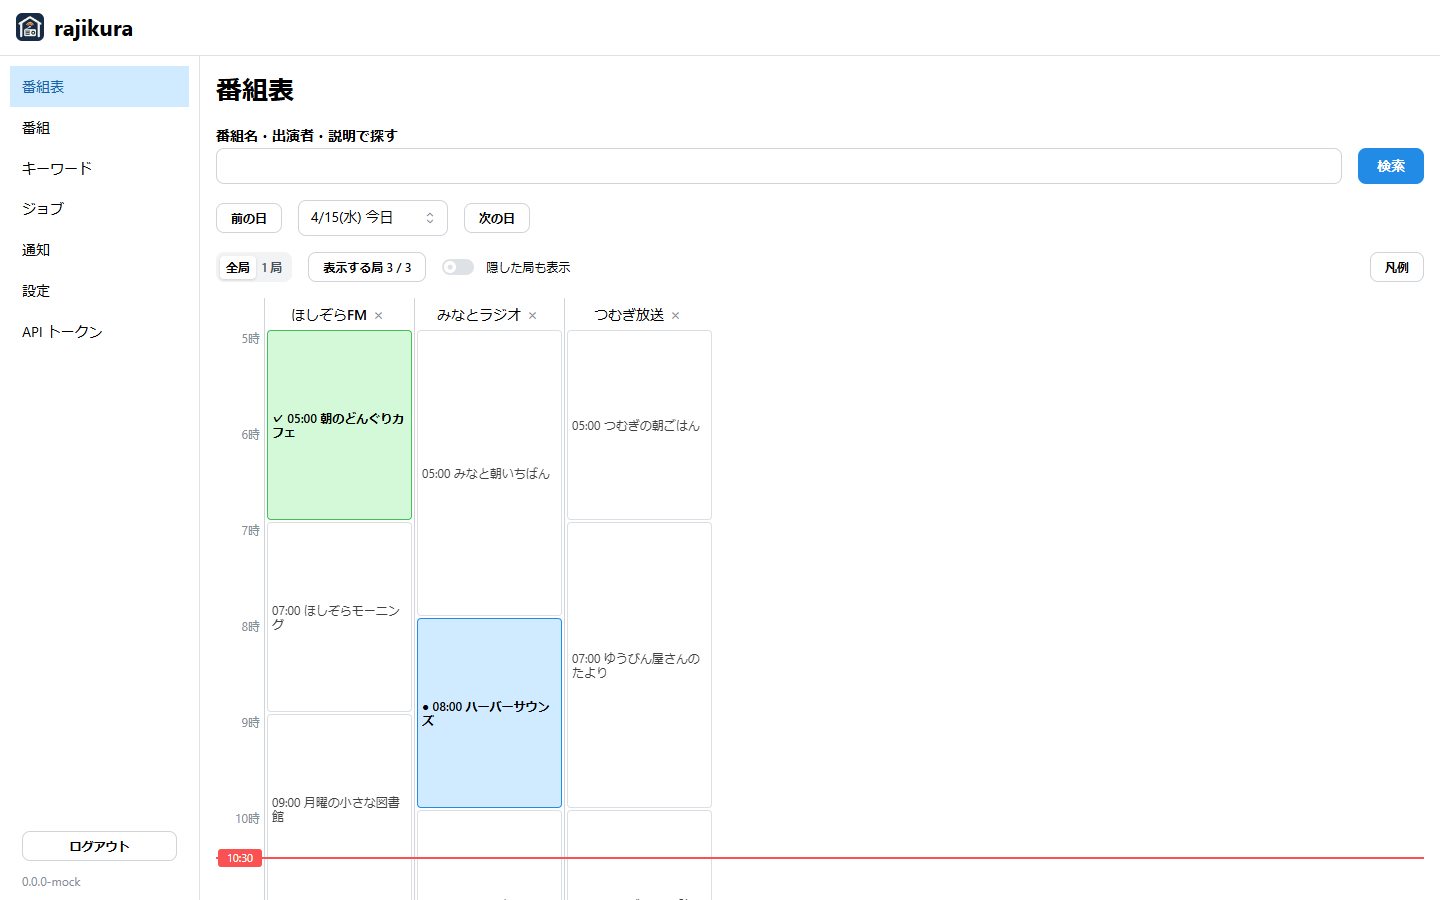 rajikura
番組表
番組
キーワード
ジョブ
通知
設定
API トークン
ログアウト
0.0.0-mock
番組表
番組名・出演者・説明で探す
検索
前の日
4/15(水) 今日
次の日
全局
1 局
表示する局 3 / 3
隠した局も表示
凡例
ほしぞらFM ×
みなとラジオ ×
つむぎ放送 ×
5時
6時
7時
8時
9時
10時
✓ 05:00 朝のどんぐりカ
フェ
07:00 ほしぞらモーニン
グ
09:00 月曜の小さな図書
館
05:00 みなと朝いちばん
● 08:00 ハーバーサウン
ズ
05:00 つむぎの朝ごはん
07:00 ゆうびん屋さんの
たより
10:30